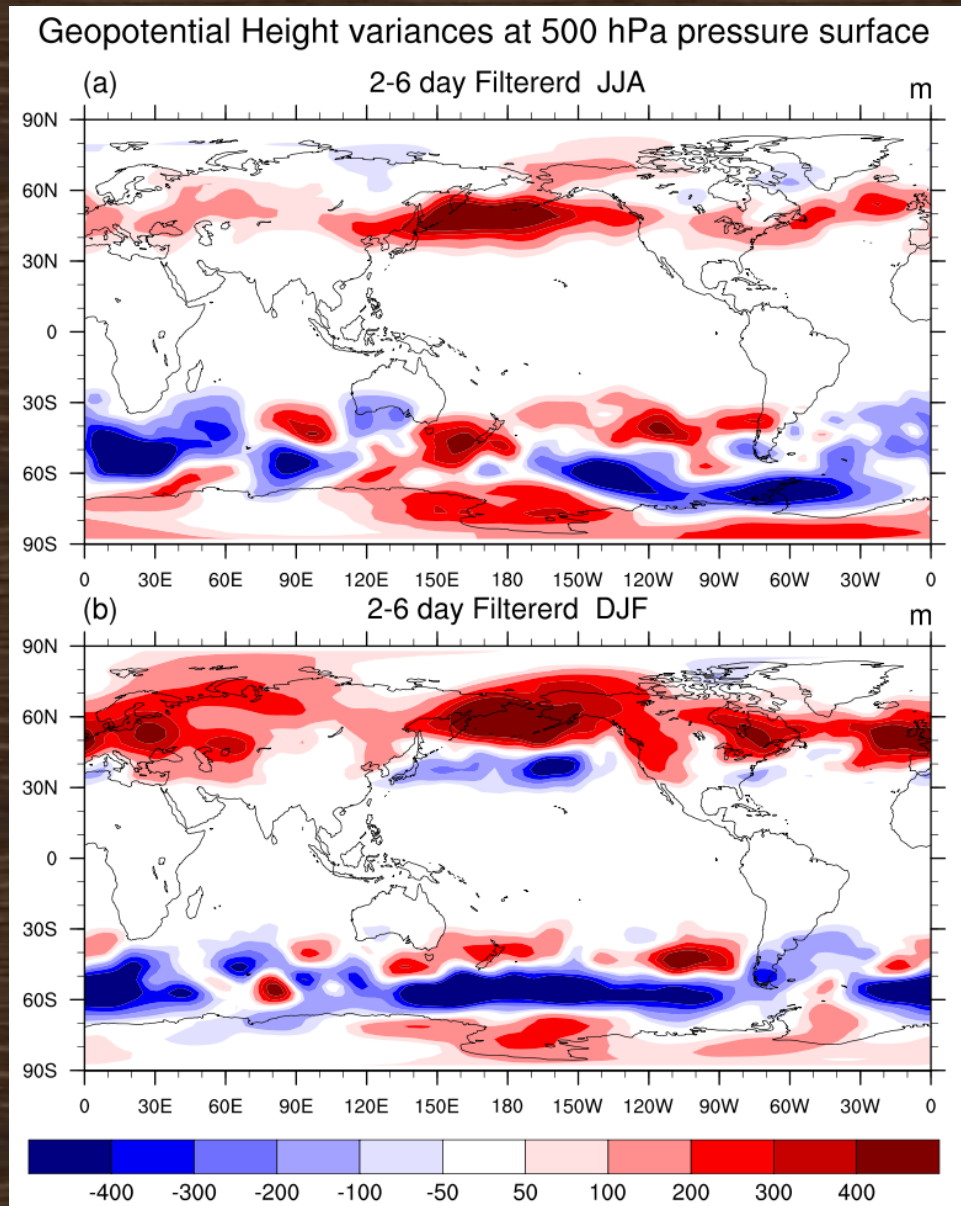 Geopotential Height variances at 500 hPa pressure surface
(a) 2-6 day Filtererd JJA m
90N
60N
30N
0
30S
60S
90S
0 30E 60E 90E 120E 150E 180 150W 120W 90W 60W 30W 0
(b) 2-6 day Filtererd DJF m
90N
60N
30N
0
30S
60S
90S
0 30E 60E 90E 120E 150E 180 150W 120W 90W 60W 30W 0
-400 -300 -200 -100 -50 50 100 200 300 400